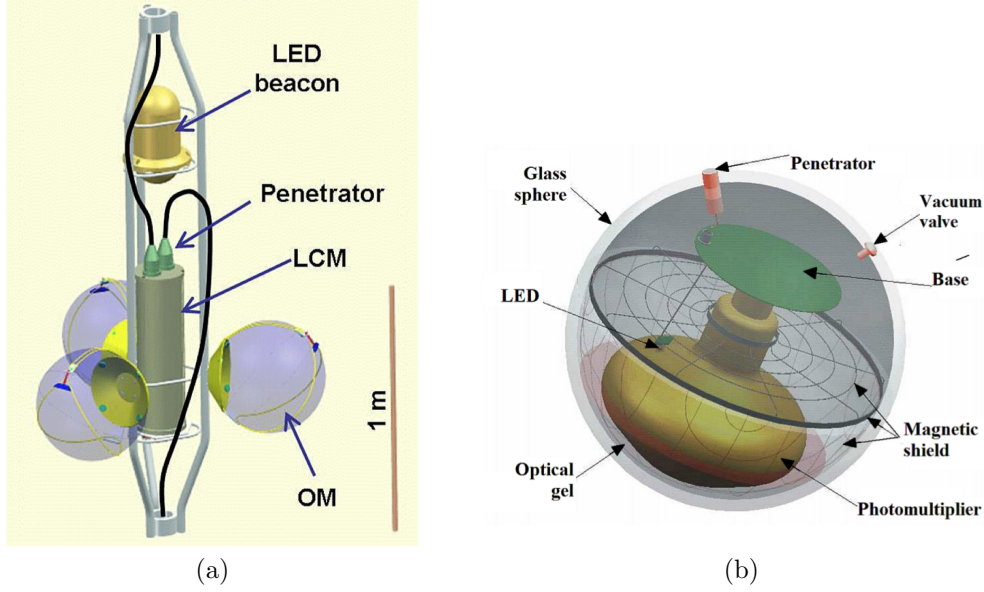 LED
beacon
Penetrator
LCM
OM
1 m
(a)
Penetrator
Glass
sphere
Vacuum
valve
Base
LED
Magnetic
shield
Optical
gel
Photomultiplier
(b)